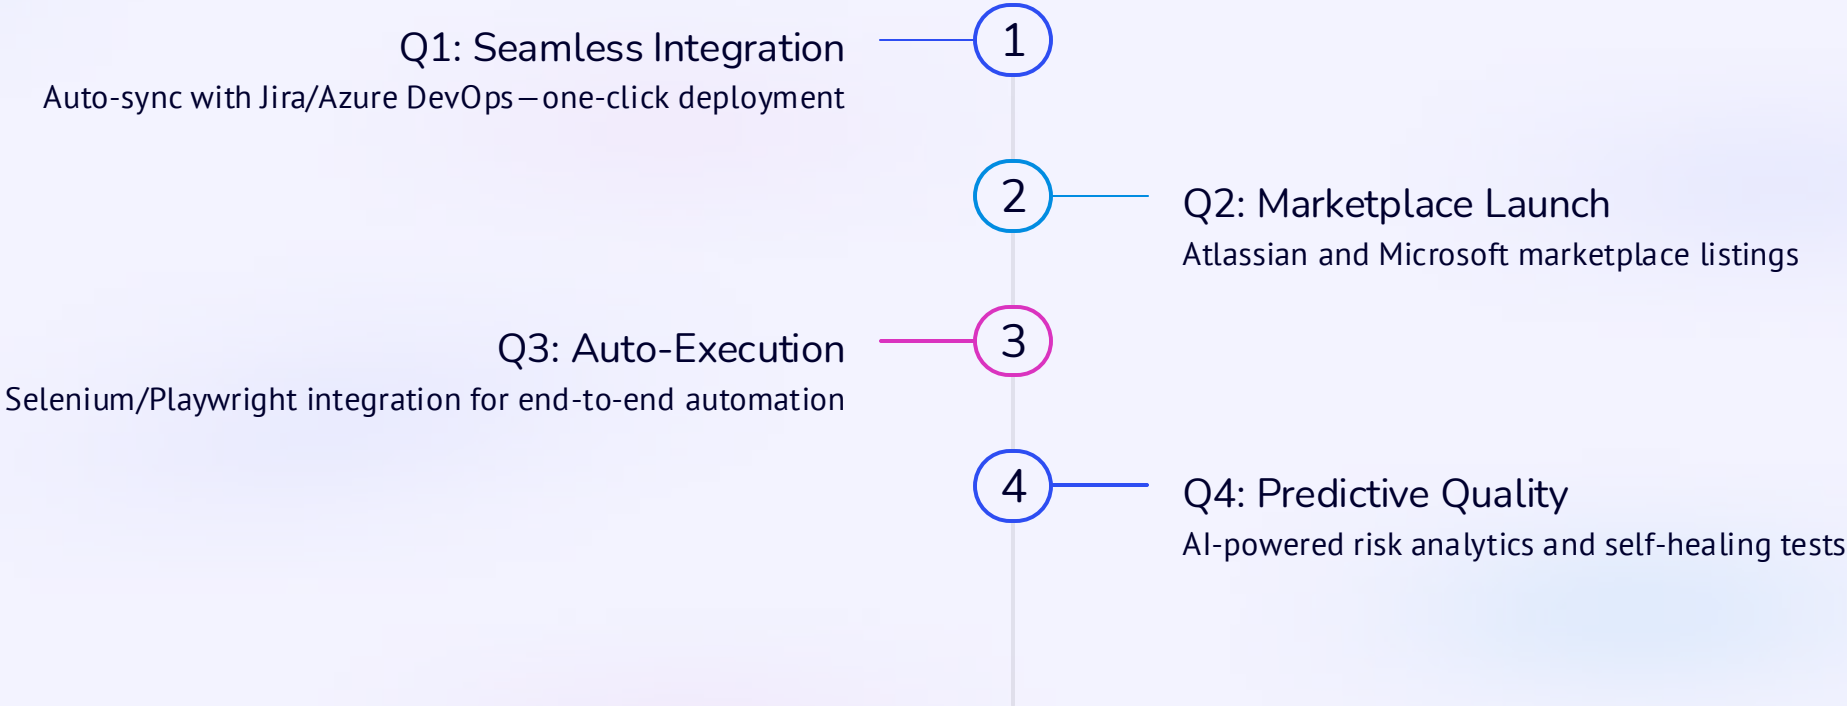 Q1: Seamless Integration
Auto-sync with Jira/Azure DevOps—one-click deployment
1
2
Q2: Marketplace Launch
Atlassian and Microsoft marketplace listings
Q3: Auto-Execution
Selenium/Playwright integration for end-to-end automation
3
4
Q4: Predictive Quality
AI-powered risk analytics and self-healing tests